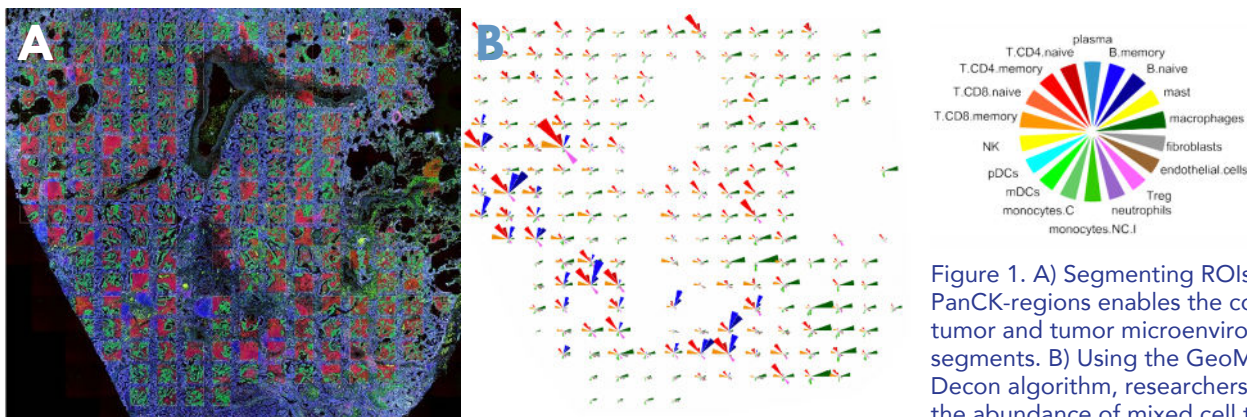 A
B
plasma
T.CD4.naive
B.memory
T.CD4.memory
B.naive
T.CD8.naive
mast
T.CD8.memory
macrophages
NK
fibroblasts
pDCs
endothelial.cells
mDCs
Treg
monocytes.C
neutrophils
monocytes.NC.I
Figure 1. A) Segmenting ROIs
PanCK-regions enables the co
tumor and tumor microenviro
segments. B) Using the GeoM
Decon algorithm, researchers